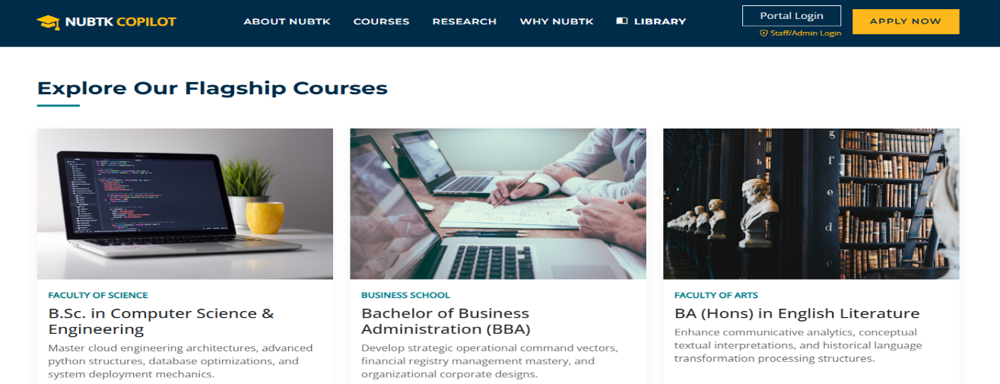 NUBTK COPILOT
ABOUT NUBTK
COURSES
RESEARCH
WHY NUBTK
LIBRARY
Portal Login
Staff/Admin Login
APPLY NOW
Explore Our Flagship Courses
g
f
e
d
c
h
FACULTY OF SCIENCE
B.Sc. in Computer Science &
Engineering
Master cloud engineering architectures, advanced
python structures, database optimizations, and
system deployment mechanics.
BUSINESS SCHOOL
Bachelor of Business
Administration (BBA)
Develop strategic operational command vectors,
financial registry management mastery, and
organizational corporate designs.
FACULTY OF ARTS
BA (Hons) in English Literature
Enhance communicative analytics, conceptual
textual interpretations, and historical language
transformation processing structures.